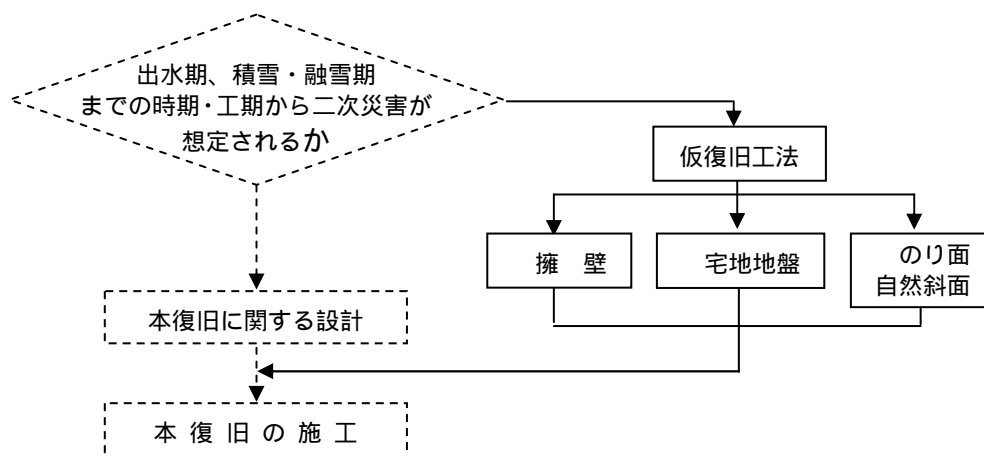 出水期、積雪・融雪期
までの時期・工期から二次災害が
想定されるか
仮復旧工法
擁　壁
宅地地盤
のり面
自然斜面
本復旧に関する設計
本 復 旧 の 施 工